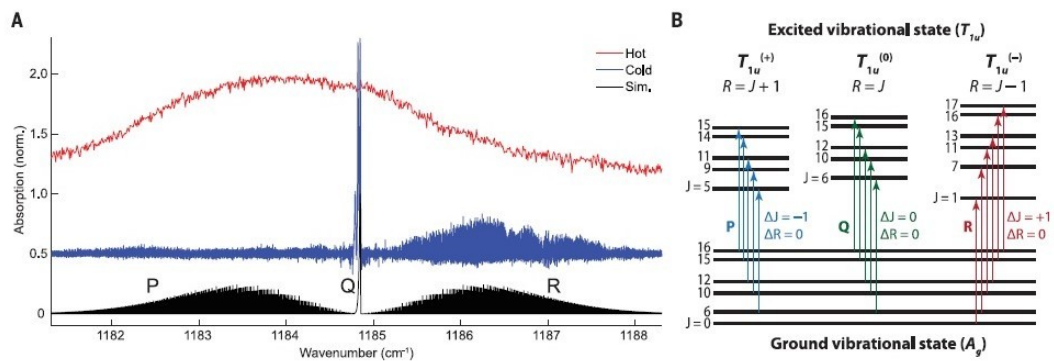 A
Absorption (norm.)
2,0
1.5
1.0
0.5
0
Hot
Cold
Sim.
P
Q
R
1182
1183
1184
1185
1186
1187
1188
Wavenumber (cm⁻¹)
B
Excited vibrational state (T₁ᵤ)
T₁ᵤ⁽⁺⁾
R = J + 1
T₁ᵤ⁽⁰⁾
R = J
T₁ᵤ⁽⁻⁾
R = J – 1
15
14
11
9
J = 5
16
15
12
10
J = 6
17
16
13
11
7
J = 1
P
ΔJ = –1
ΔR = 0
Q
ΔJ = 0
ΔR = 0
R
ΔJ = +1
ΔR = 0
16
15
12
10
6
J = 0
Ground vibrational state (A_g)